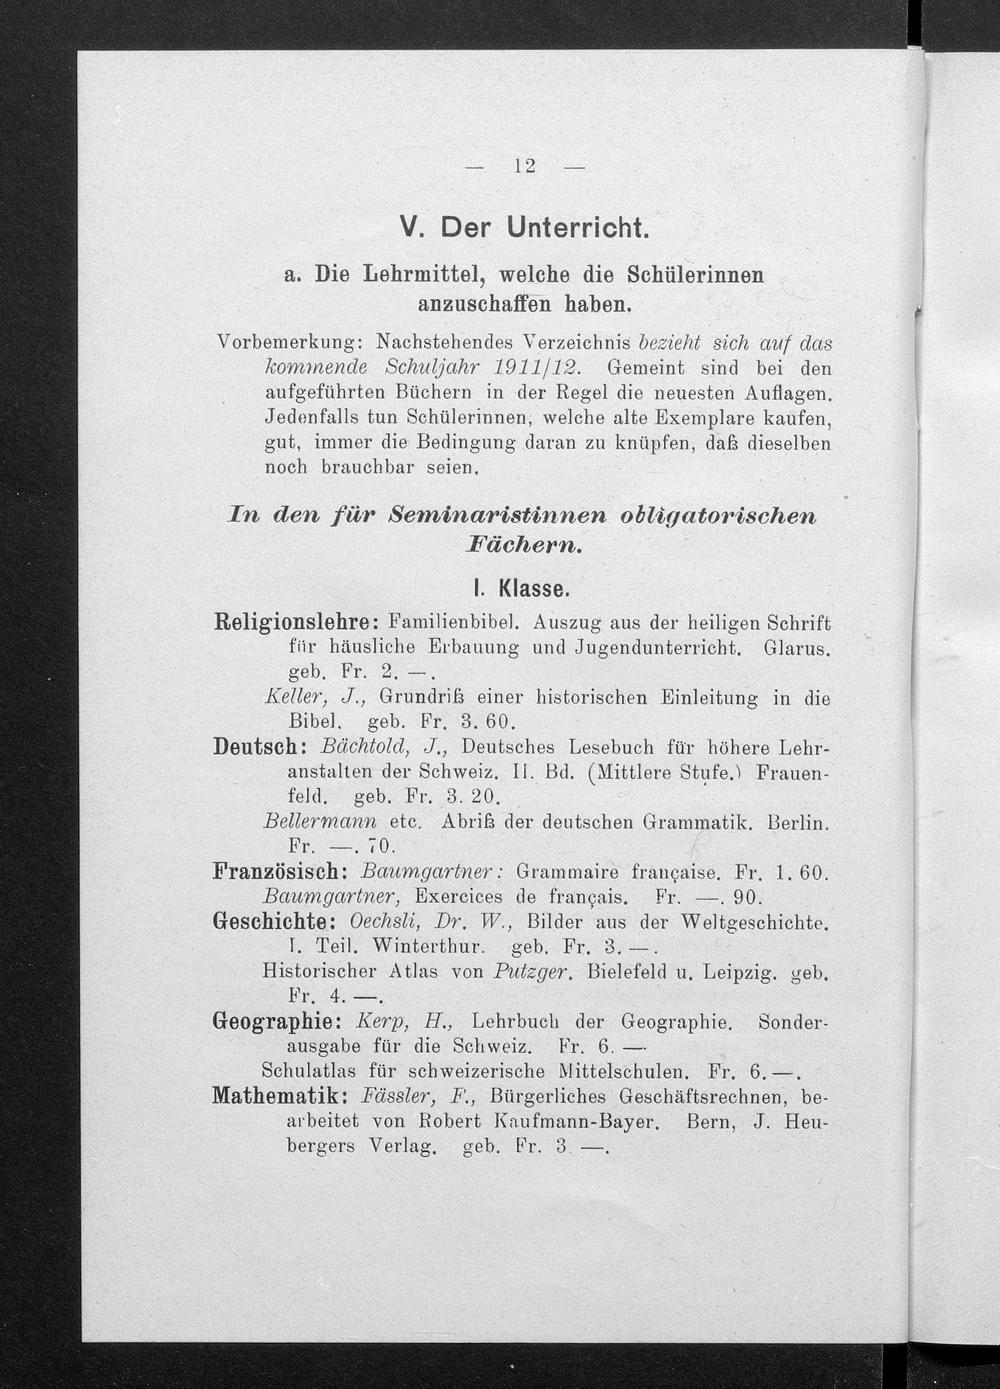 — 12 —
V. Der Unterricht.
a. Die Lehrmittel, welche die Schülerinnen
anzuschaffen haben.
Vorbemerkung: Nachstehendes Verzeichnis bezieht sich auf das
kommende Schuljahr 1911/12. Gemeint sind bei den
aufgeführten Büchern in der Regel die neuesten Auflagen.
Jedenfalls tun Schülerinnen, welche alte Exemplare kaufen,
gut, immer die Bedingung daran zu knüpfen, daß dieselben
noch brauchbar seien.
In den für Seminaristinnen obligatorischen
Fächern.
I. Klasse.
Religionslehre: Familienbibel. Auszug aus der heiligen Schrift
für häusliche Erbauung und Jugendunterricht. Glarus.
geb. Fr. 2. —.
Keller, J., Grundriß einer historischen Einleitung in die
Bibel. geb. Fr. 3. 60.
Deutsch: Bächtold, J., Deutsches Lesebuch für höhere Lehr-
anstalten der Schweiz. II. Bd. (Mittlere Stufe.) Frauen-
feld. geb. Fr. 3. 20.
Bellermann etc. Abriß der deutschen Grammatik. Berlin.
Fr. —. 70.
Französisch: Baumgartner: Grammaire française. Fr. 1. 60.
Baumgartner, Exercices de français. Fr. —. 90.
Geschichte: Oechsli, Dr. W., Bilder aus der Weltgeschichte.
I. Teil. Winterthur. geb. Fr. 3. —.
Historischer Atlas von Putzger. Bielefeld u. Leipzig. geb.
Fr. 4. —.
Geographie: Kerp, H., Lehrbuch der Geographie. Sonder-
ausgabe für die Schweiz. Fr. 6. —
Schulatlas für schweizerische Mittelschulen. Fr. 6. —.
Mathematik: Fässler, F., Bürgerliches Geschäftsrechnen, be-
arbeitet von Robert Kaufmann-Bayer. Bern, J. Heu-
bergers Verlag. geb. Fr. 3 —.